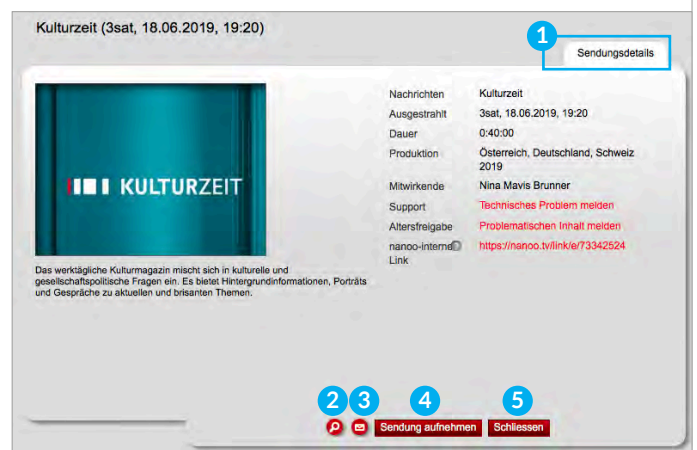 Kulturzeit (3sat, 18.06.2019, 19:20)
1
Sendungsdetails
KULTURZEIT
Das werktägliche Kulturmagazin mischt sich in kulturelle und
gesellschaftspolitische Fragen ein. Es bietet Hintergrundinformationen, Porträts
und Gespräche zu aktuellen und brisanten Themen.
Nachrichten Kulturzeit
Ausgestrahlt 3sat, 18.06.2019, 19:20
Dauer 0:40:00
Produktion Österreich, Deutschland, Schweiz
2019
Mitwirkende Nina Mavis Brunner
Support Technisches Problem melden
Altersfreigabe Problematischen Inhalt melden
nanoo-interner https://nanoo.tv/link/e/73342524
Link
2 3 4 5
Sendung aufnehmen Schliessen